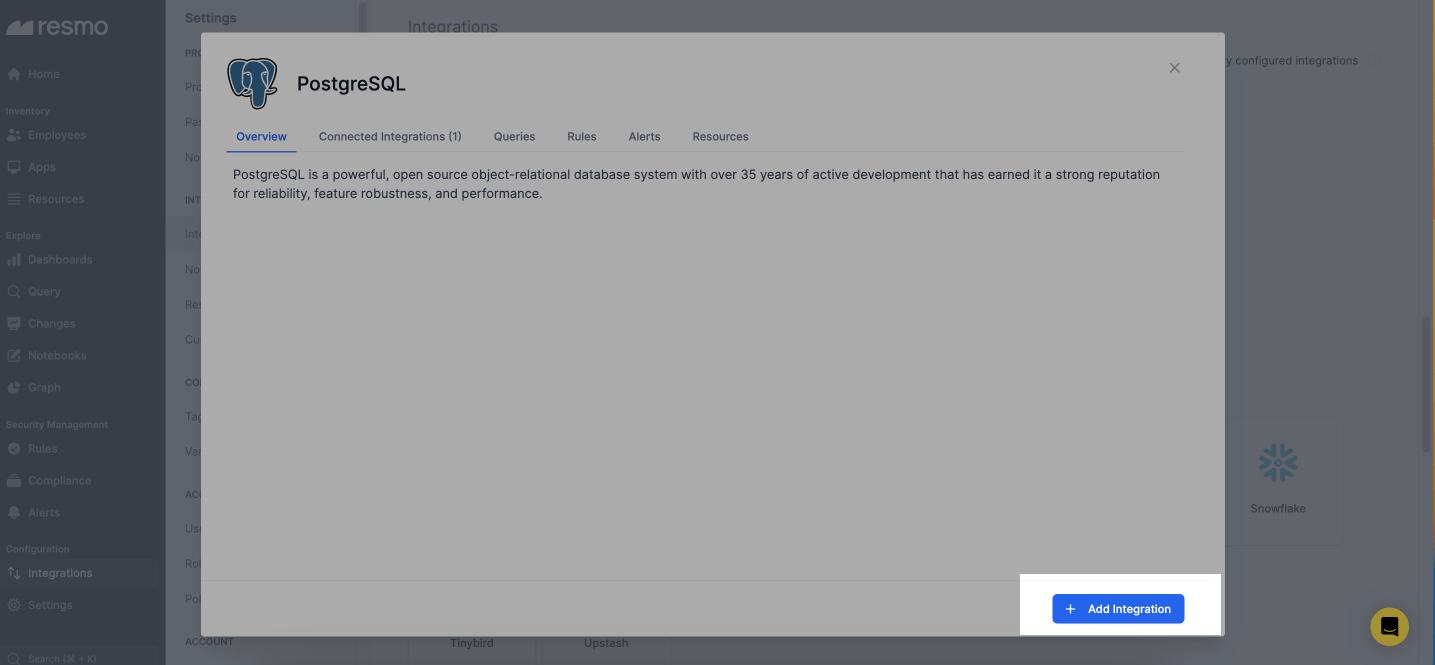 resmo
Home
Inventory
Employees
Apps
Resources
Explore
Dashboards
Query
Changes
Notebooks
Graph
Security Management
Rules
Compliance
Alerts
Configuration
Integrations
Settings
Search (⌘ + K)
Settings
PRO
Pro
Pas
Not
INT
Inte
Not
Res
Cu
CO
Tag
Var
ACC
Use
Rol
Pol
ACCOUNT
Integrations
y configured integrations
PostgreSQL
Overview
Connected Integrations (1)
Queries
Rules
Alerts
Resources
PostgreSQL is a powerful, open source object-relational database system with over 35 years of active development that has earned it a strong reputation
for reliability, feature robustness, and performance.
+ Add Integration
Snowflake
Tinybird
Upstash